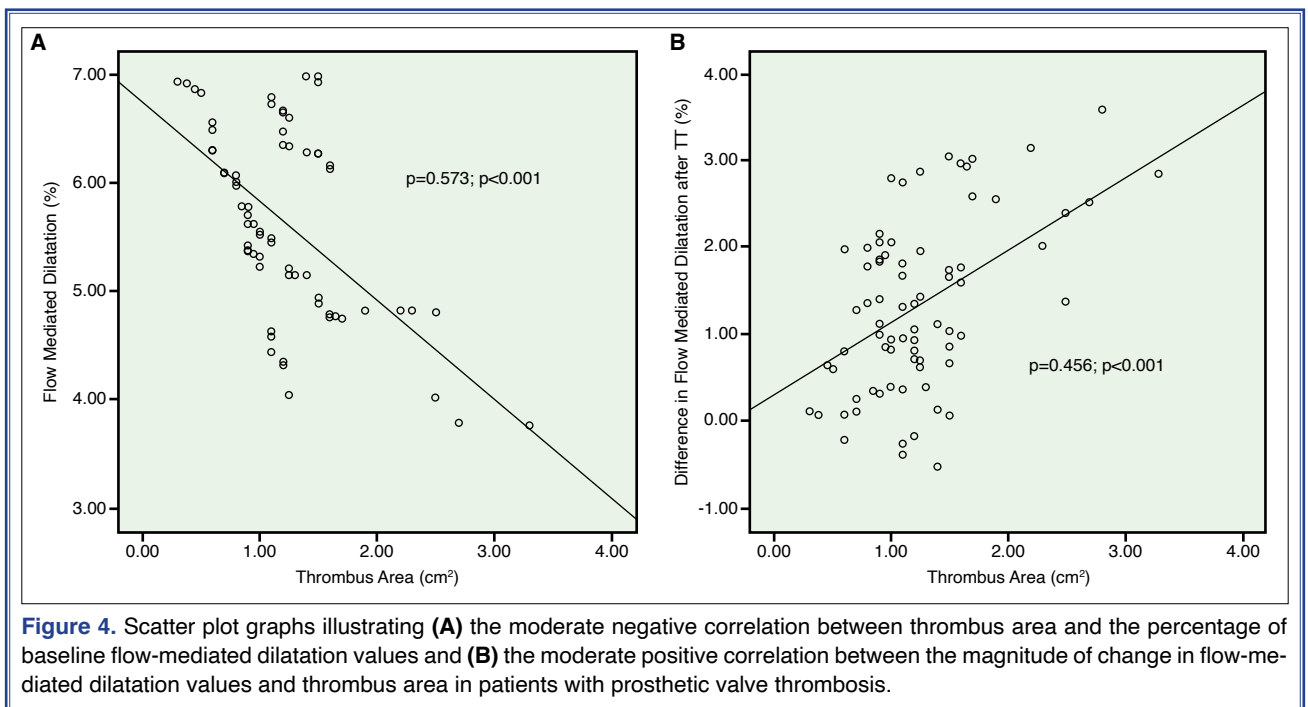 A
7.00
6.00
5.00
4.00
3.00
Flow Mediated Dilatation (%)
p=0.573; p<0.001
0.00 1.00 2.00 3.00 4.00
Thrombus Area (cm²)
B
4.00
3.00
2.00
1.00
0.00
-1.00
Difference in Flow Mediated Dilatation after TT (%)
p=0.456; p<0.001
0.00 1.00 2.00 3.00 4.00
Thrombus Area (cm²)
Figure 4. Scatter plot graphs illustrating (A) the moderate negative correlation between thrombus area and the percentage of
baseline flow-mediated dilatation values and (B) the moderate positive correlation between the magnitude of change in flow-me-
diated dilatation values and thrombus area in patients with prosthetic valve thrombosis.